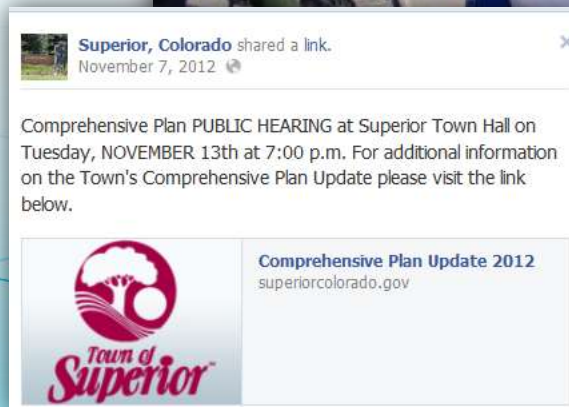 Superior, Colorado shared a link.
November 7, 2012
Comprehensive Plan PUBLIC HEARING at Superior Town Hall on
Tuesday, NOVEMBER 13th at 7:00 p.m. For additional information
on the Town's Comprehensive Plan Update please visit the link
below.
Comprehensive Plan Update 2012
superiorcolorado.gov
Town of
Superior™